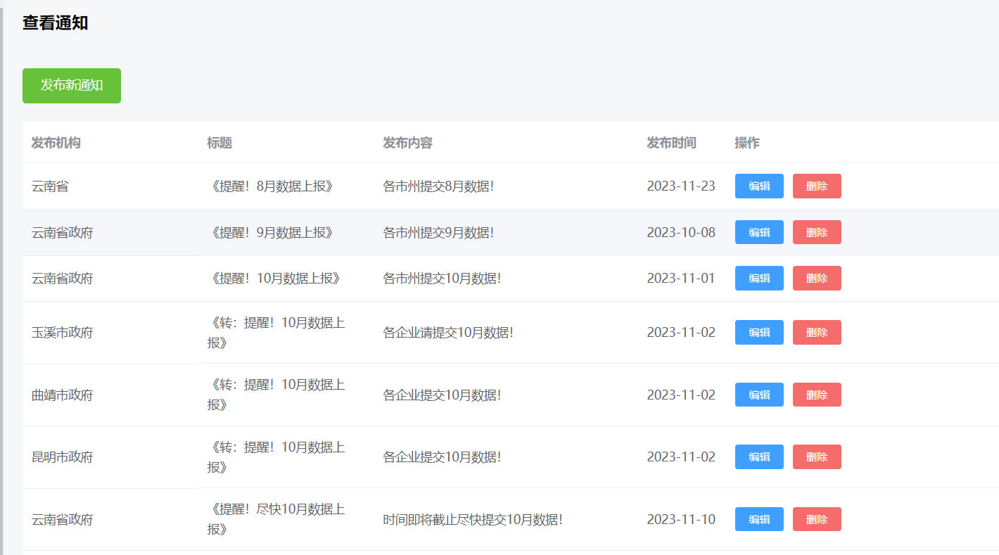 查看通知
发布新通知
发布机构 标题 发布内容 发布时间 操作
云南省 《提醒！8月数据上报》 各市州提交8月数据！ 2023-11-23 编辑 删除
云南省政府 《提醒！9月数据上报》 各市州提交9月数据！ 2023-10-08 编辑 删除
云南省政府 《提醒！10月数据上报》 各市州提交10月数据！ 2023-11-01 编辑 删除
玉溪市政府 《转：提醒！10月数据上 各企业请提交10月数据！ 2023-11-02 编辑 删除
报》
曲靖市政府 《转：提醒！10月数据上 各企业提交10月数据！ 2023-11-02 编辑 删除
报》
昆明市政府 《转：提醒！10月数据上 各企业提交10月数据！ 2023-11-02 编辑 删除
报》
云南省政府 《提醒！尽快10月数据上 时间即将截止尽快提交10月数据！ 2023-11-10 编辑 删除
报》